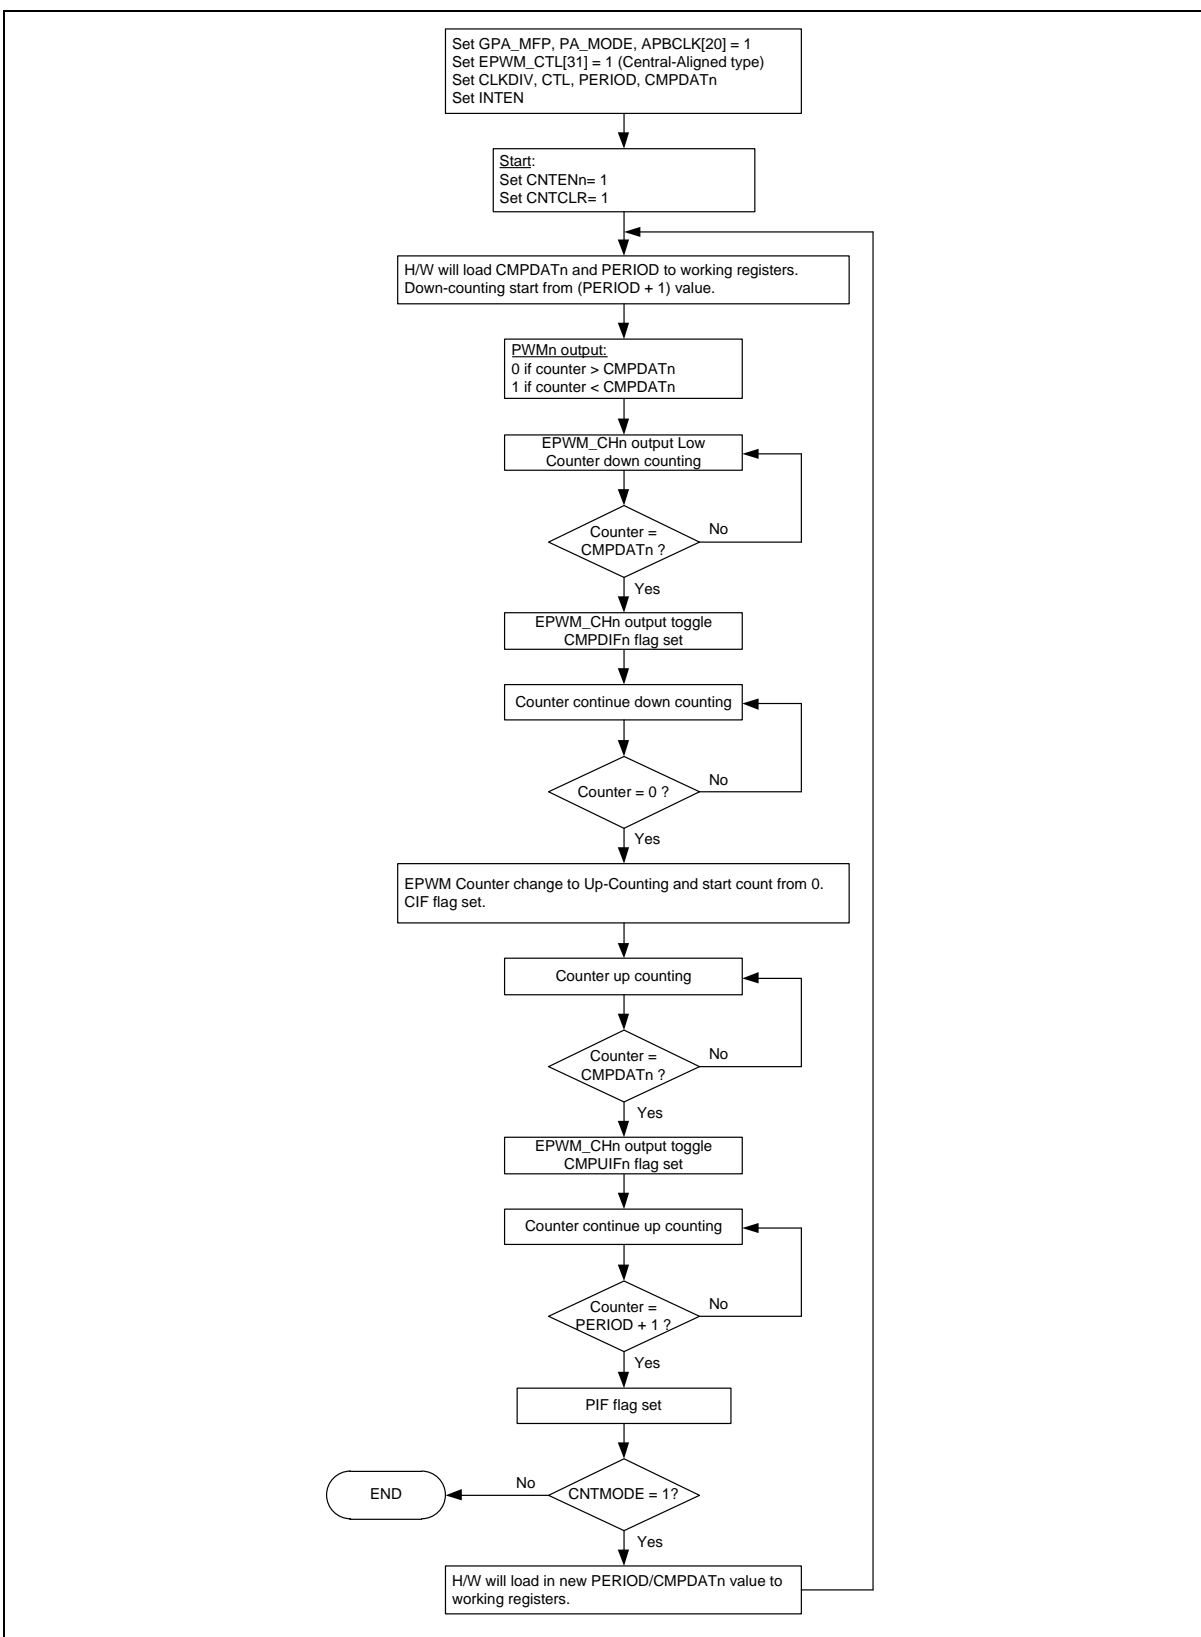 Set GPA_MFP, PA_MODE, APBCLK[20] = 1
Set EPWM_CTL[31] = 1 (Central-Aligned type)
Set CLKDIV, CTL, PERIOD, CMPDATn
Set INTEN
Start:
Set CNTENn= 1
Set CNTCLR= 1
H/W will load CMPDATn and PERIOD to working registers.
Down-counting start from (PERIOD + 1) value.
PWMn output:
0 if counter > CMPDATn
1 if counter < CMPDATn
EPWM_CHn output Low
Counter down counting
Counter =
CMPDATn ?
No
Yes
EPWM_CHn output toggle
CMPDIFn flag set
Counter continue down counting
Counter = 0 ?
No
Yes
EPWM Counter change to Up-Counting and start count from 0.
CIF flag set.
Counter up counting
Counter =
CMPDATn ?
No
Yes
EPWM_CHn output toggle
CMPUIFn flag set
Counter continue up counting
Counter =
PERIOD + 1 ?
No
Yes
PIF flag set
CNTMODE = 1?
No
END
Yes
H/W will load in new PERIOD/CMPDATn value to
working registers.